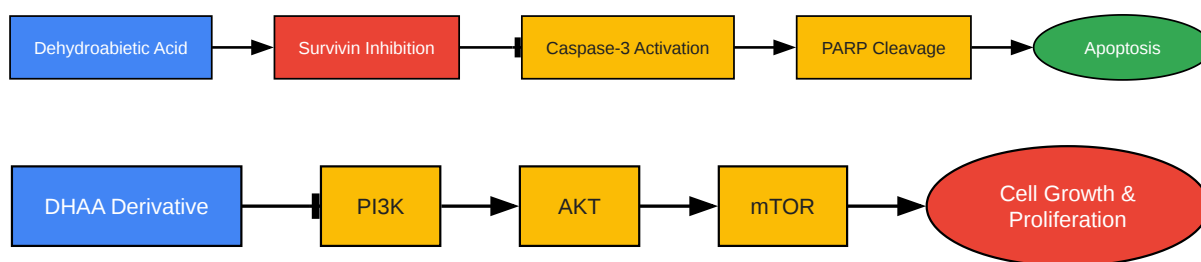 Dehydroabietic Acid
Survivin Inhibition
Caspase-3 Activation
PARP Cleavage
Apoptosis
DHAA Derivative
PI3K
AKT
mTOR
Cell Growth &
Proliferation